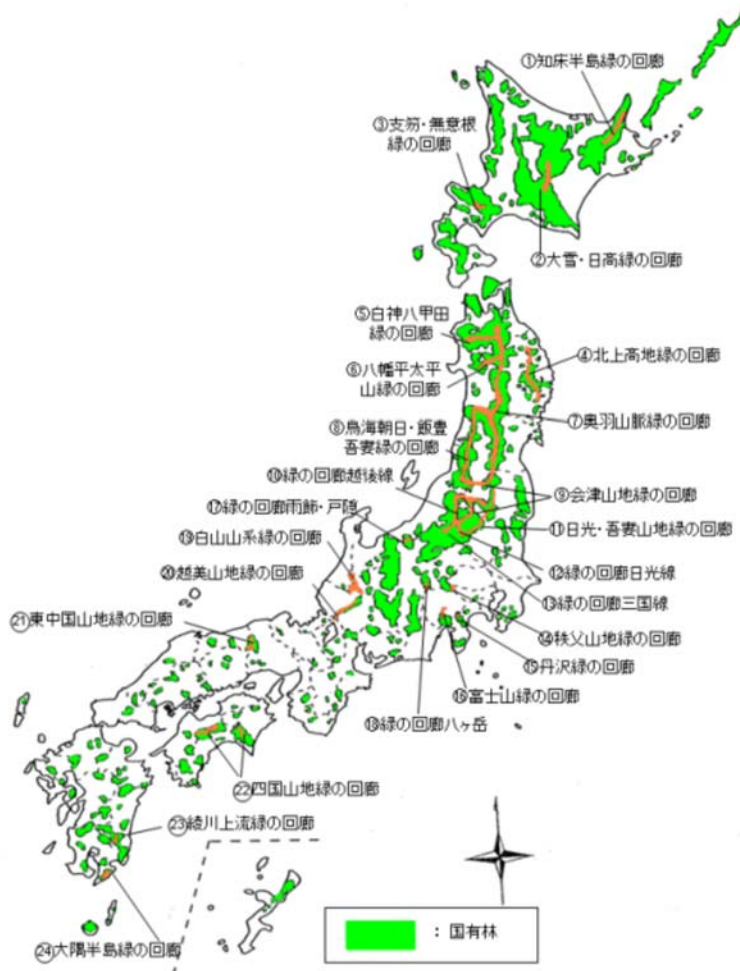 ①知床半島緑の回廊
③支笏・無意根
緑の回廊
②大雪・日高緑の回廊
⑤白神八甲田
緑の回廊
④北上高地緑の回廊
⑥八幡平太平
山緑の回廊
⑦奥羽山脈緑の回廊
⑧鳥海朝日・飯豊
吾妻緑の回廊
⑩緑の回廊越後線
⑨会津山地緑の回廊
⑰緑の回廊雨飾・戸隠
⑪日光・吾妻山地緑の回廊
⑲白山山系緑の回廊
⑫緑の回廊日光線
⑳越美山地緑の回廊
⑬緑の回廊三国線
㉑東中国山地緑の回廊
⑭秩父山地緑の回廊
⑮丹沢緑の回廊
⑯富士山緑の回廊
⑱緑の回廊八ヶ岳
㉒四国山地緑の回廊
㉓綾川上流緑の回廊
㉔大隅半島緑の回廊
：国有林